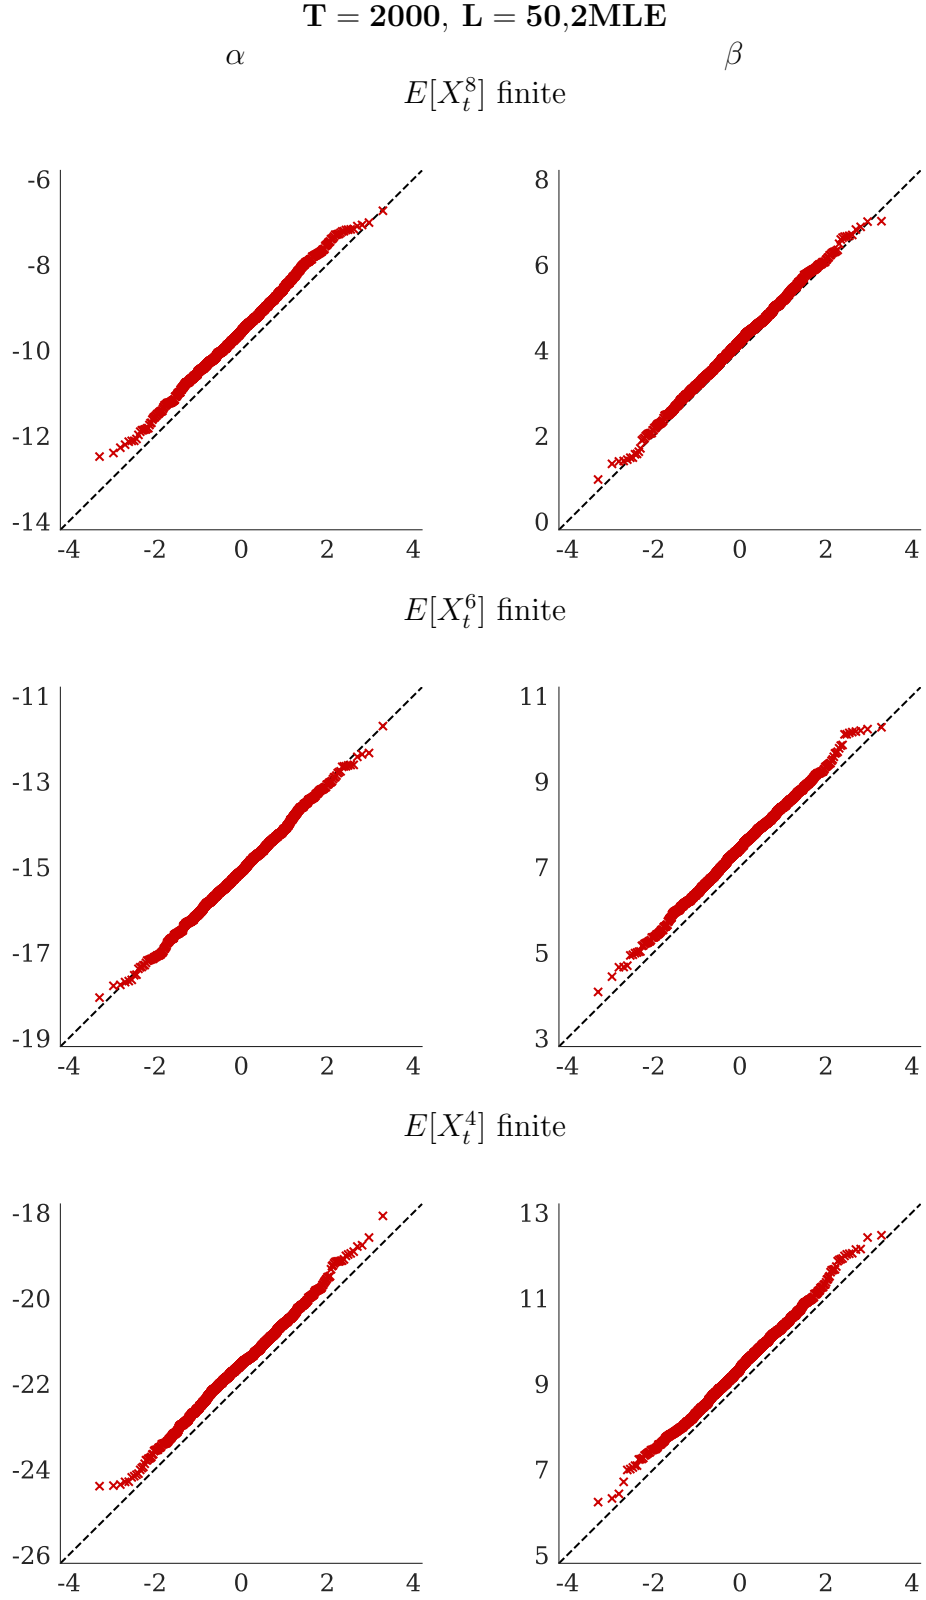 T = 2000, L = 50,2MLE
α β
E[X_t^8] finite
-6 8
-8 6
-10 4
-12 2
-14 0
-4 -2 0 2 4 -4 -2 0 2 4
E[X_t^6] finite
-11 11
-13 9
-15 7
-17 5
-19 3
-4 -2 0 2 4 -4 -2 0 2 4
E[X_t^4] finite
-18 13
-20 11
-22 9
-24 7
-26 5
-4 -2 0 2 4 -4 -2 0 2 4